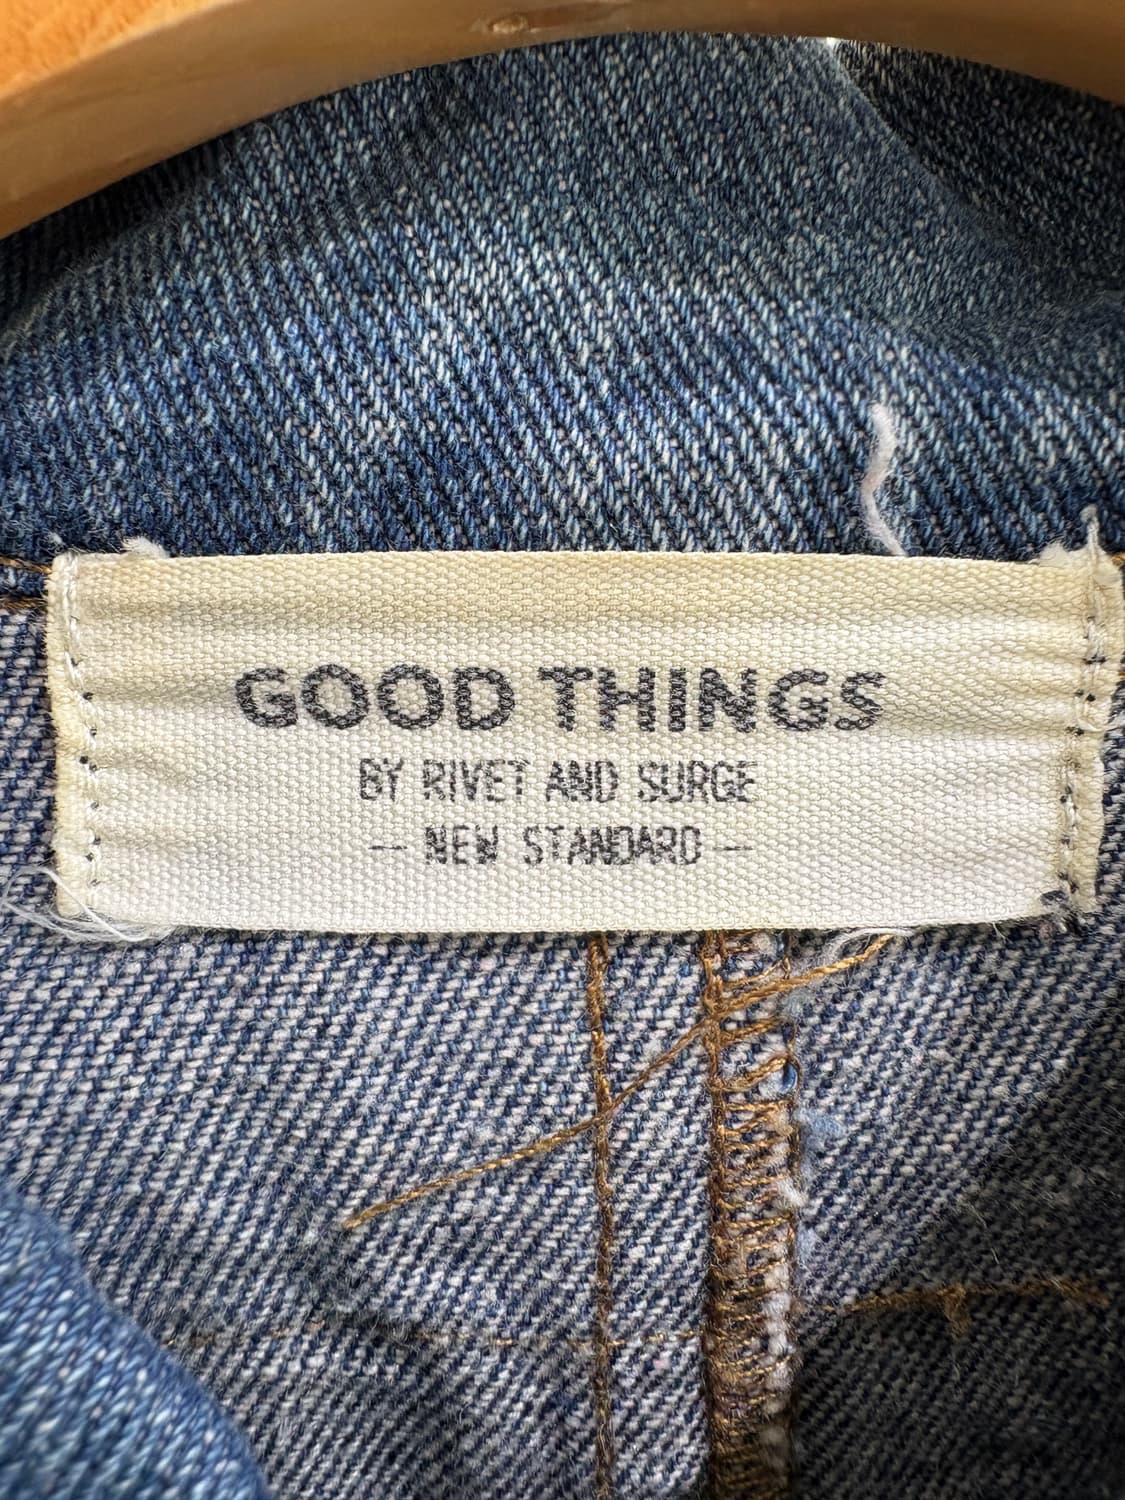 GOOD THINGS
BY RIVET AND SURGE
— NEW STANDARD —